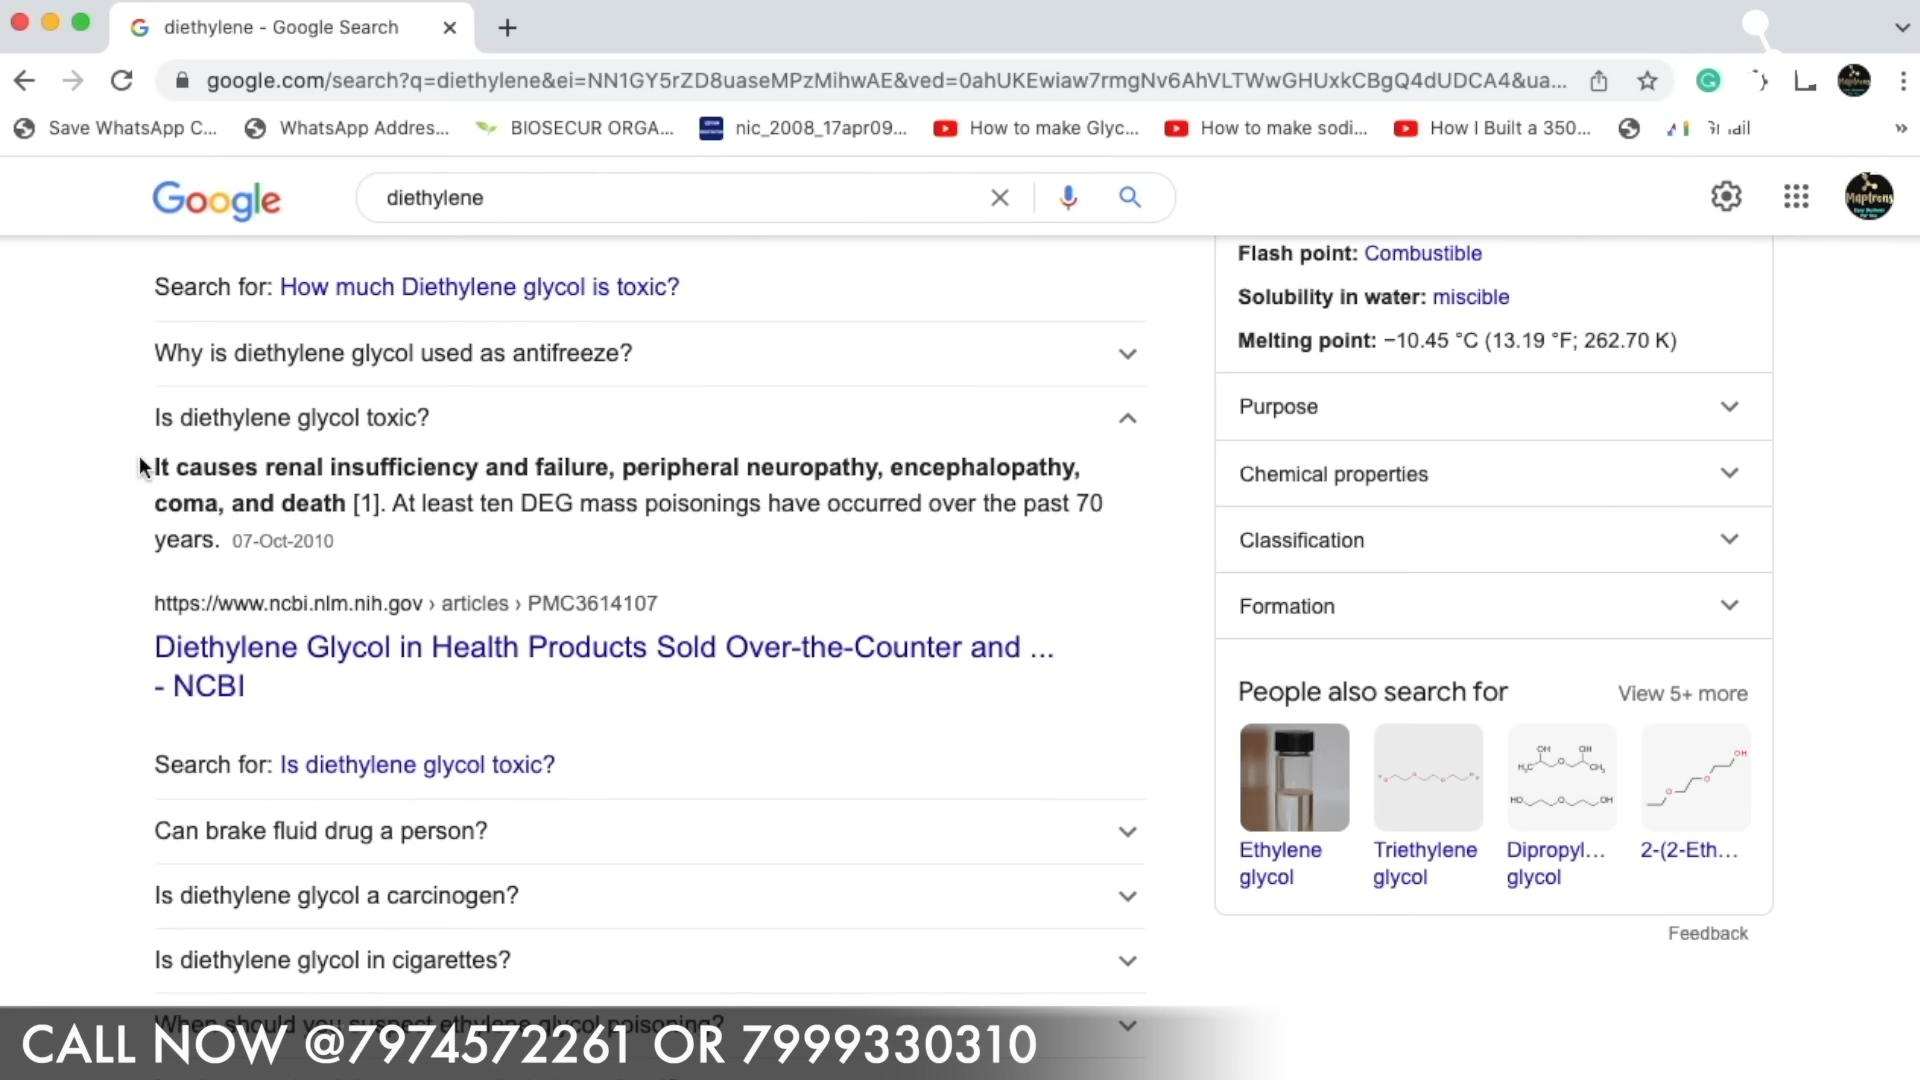 diethylene - Google Search
google.com/search?q=diethylene&ei=NN1GY5rZD8uaseMPzMihwAE&ved=0ahUKEwiaw7rmgNv6AhVLTWwGHUxkCBgQ4dUDCA4&ua...
Save WhatsApp C... WhatsApp Addres... BIOSECUR ORGA... nic_2008_17apr09... How to make Glyc... How to make sodi... How I Built a 350...
Google diethylene Maptrons
Flash point: Combustible
Search for: How much Diethylene glycol is toxic?
Solubility in water: miscible
Why is diethylene glycol used as antifreeze?
Melting point: −10.45 °C (13.19 °F; 262.70 K)
Is diethylene glycol toxic?
Purpose
It causes renal insufficiency and failure, peripheral neuropathy, encephalopathy,
coma, and death [1]. At least ten DEG mass poisonings have occurred over the past 70
years. 07-Oct-2010
Chemical properties
Classification
https://www.ncbi.nlm.nih.gov › articles › PMC3614107
Formation
Diethylene Glycol in Health Products Sold Over-the-Counter and ...
- NCBI
People also search for View 5+ more
Search for: Is diethylene glycol toxic?
Can brake fluid drug a person?
Ethylene glycol
Triethylene glycol
Dipropyl... glycol
2-(2-Eth...
Is diethylene glycol a carcinogen?
Feedback
Is diethylene glycol in cigarettes?
When should you suspect ethylene glycol poisoning?
CALL NOW @7974572261 OR 7999330310